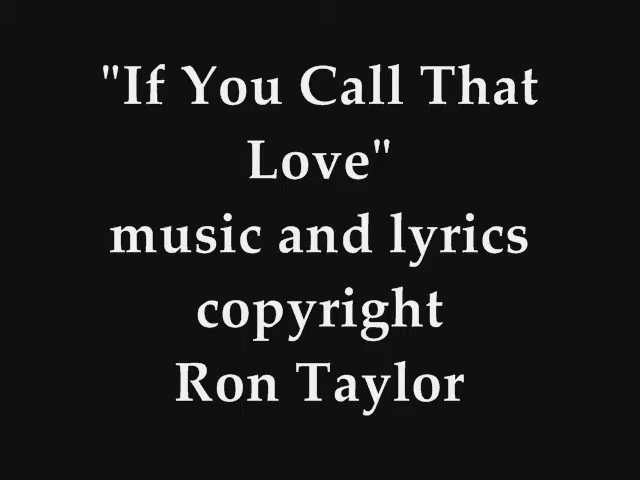 "If You Call That
Love"
music and lyrics
copyright
Ron Taylor